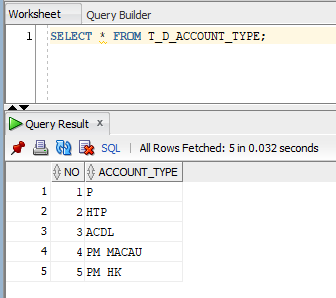 Worksheet Query Builder
1 SELECT * FROM T_D_ACCOUNT_TYPE;
Query Result x
SQL | All Rows Fetched: 5 in 0.032 seconds
NO ACCOUNT_TYPE
1 1 P
2 2 HTP
3 3 ACDL
4 4 PM MACAU
5 5 PM HK